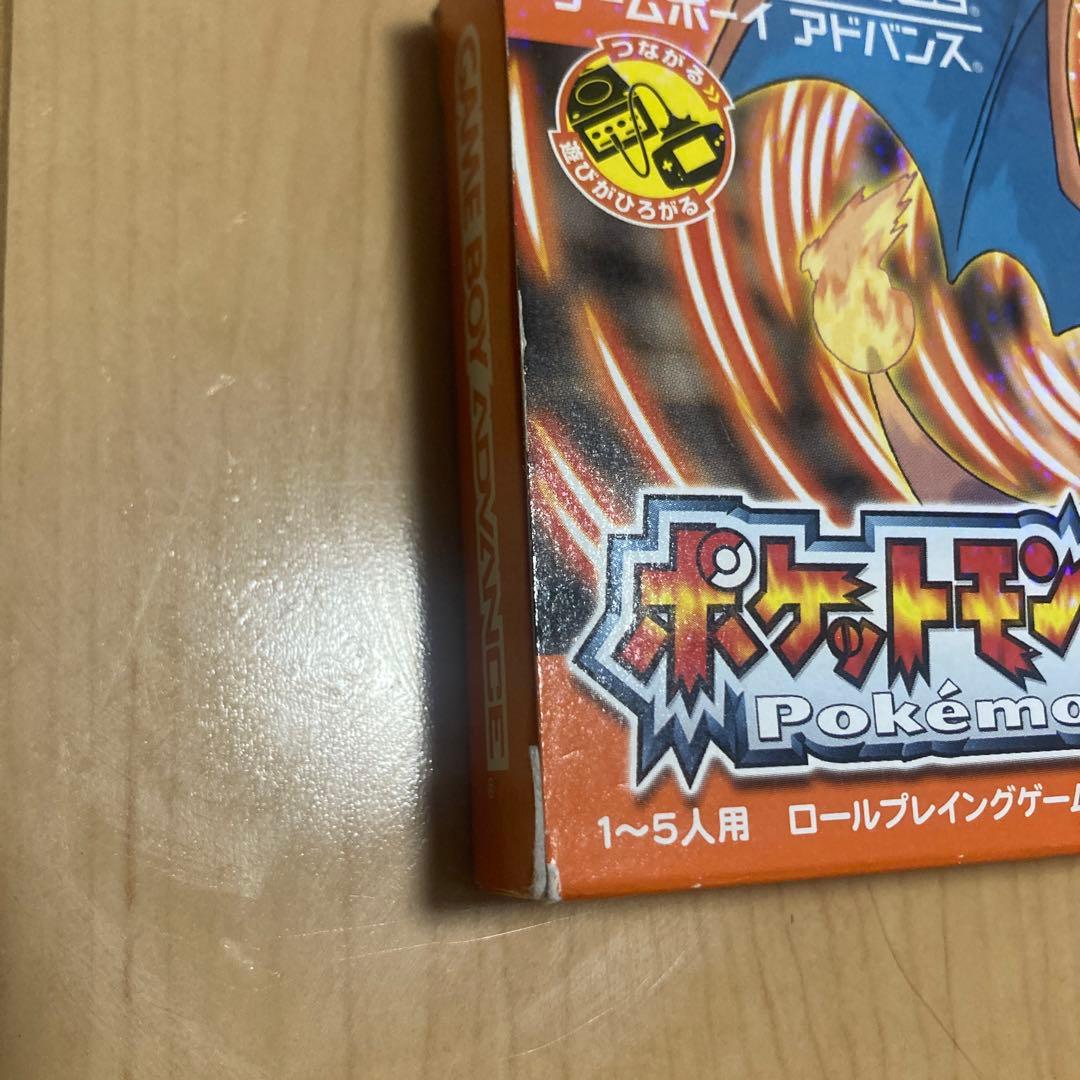 ゲームボーイ アドバンス®
つながる
遊びがひろがる
GAME BOY ADVANCE
ポケットモン
Pokémo
1～5人用 ロールプレイングゲーム